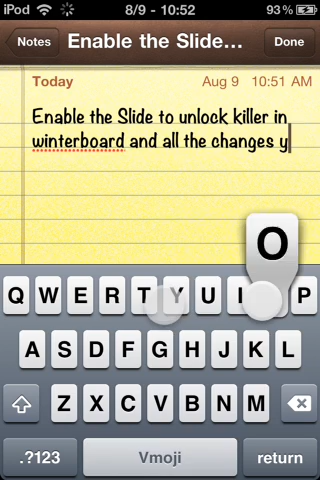 iPod 8/9 - 10:52 93%
Notes Enable the Slide... Done
Today Aug 9 10:51 AM
Enable the Slide to unlock killer in
winterboard and all the changes y
O
Q W E R T Y U I P
A S D F G H J K L
Z X C V B N M
.?123 Vmoji return